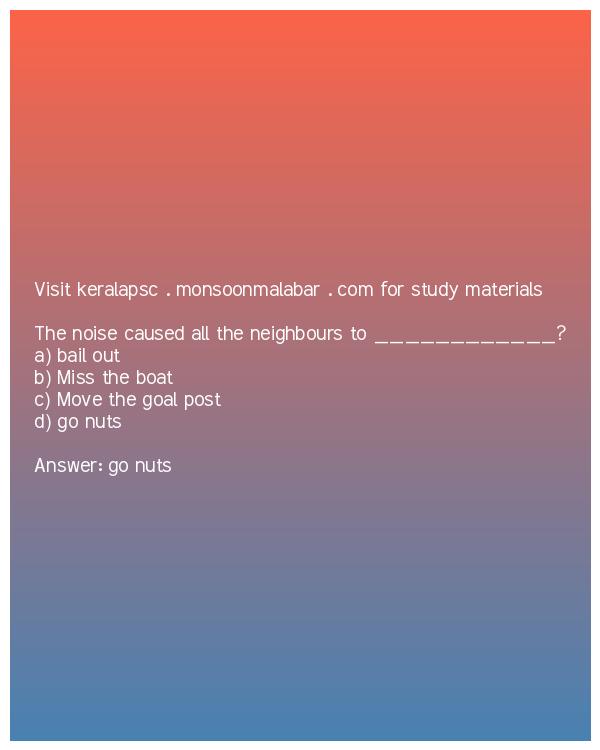 Visit keralapsc . monsoonmalabar . com for study materials
The noise caused all the neighbours to ____________?
a) bail out
b) Miss the boat
c) Move the goal post
d) go nuts
Answer: go nuts